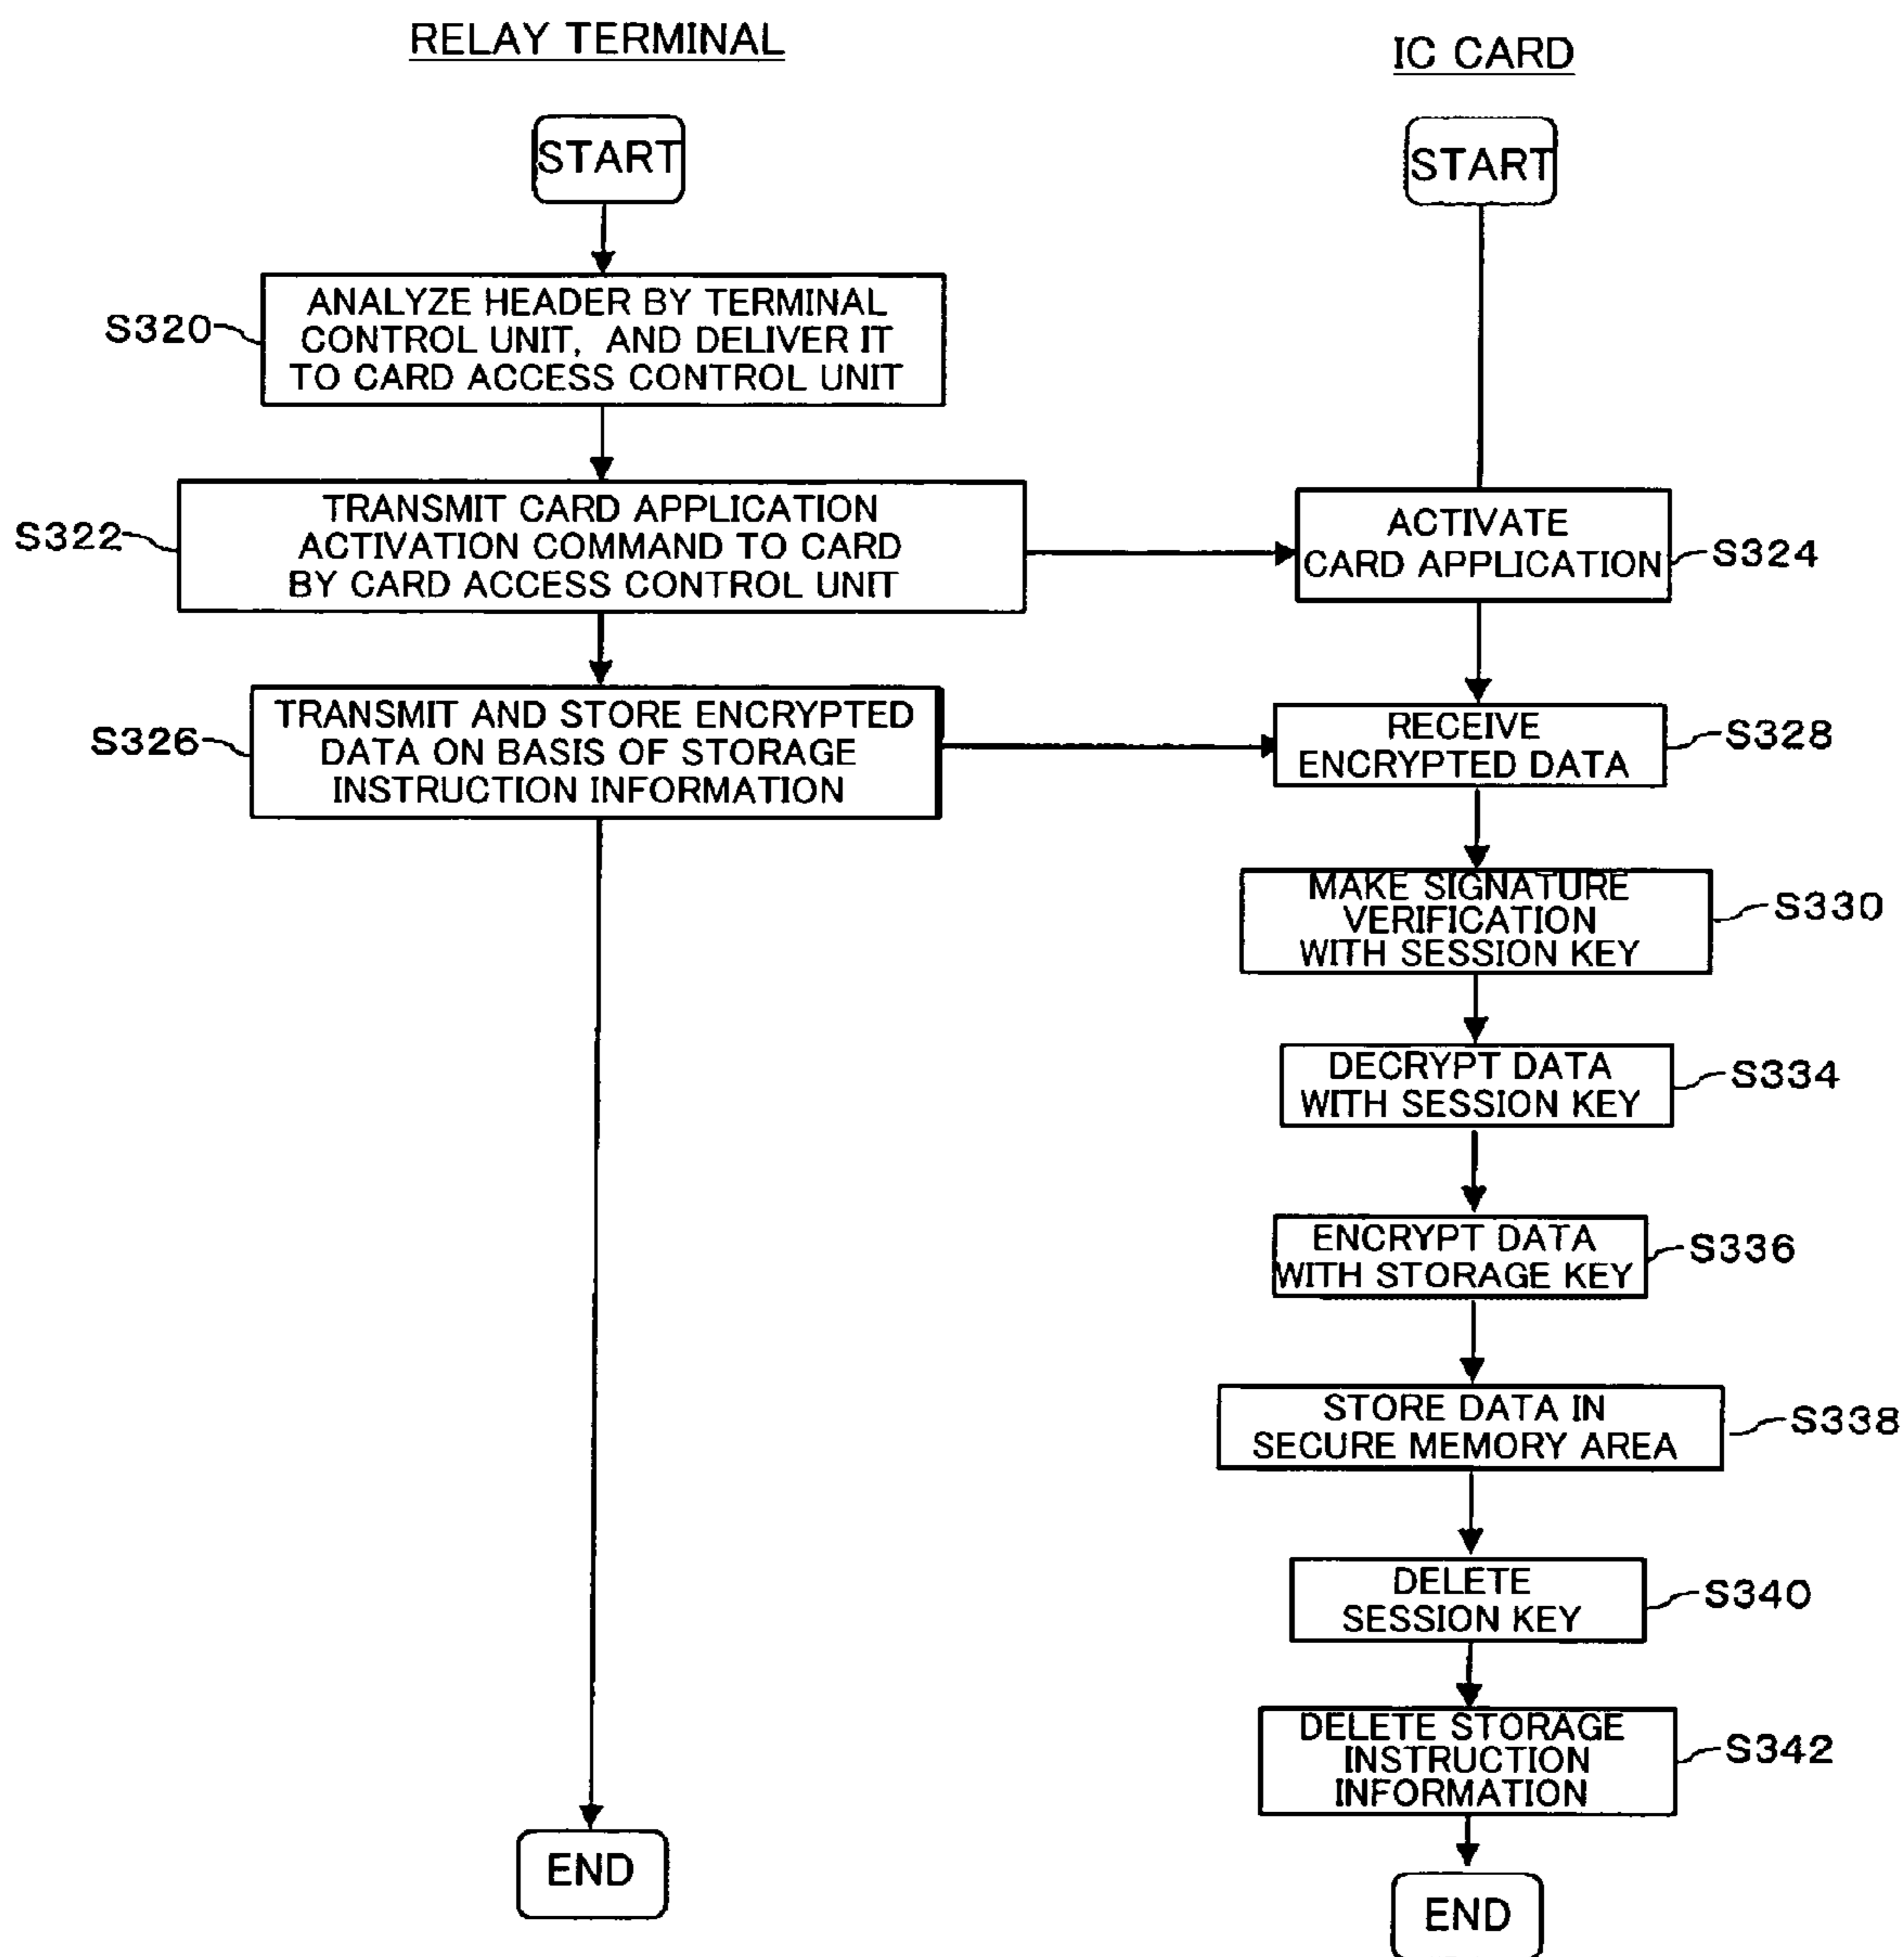 RELAY TERMINAL
IC CARD
START
START
S320
ANALYZE HEADER BY TERMINAL
CONTROL UNIT, AND DELIVER IT
TO CARD ACCESS CONTROL UNIT
S322
TRANSMIT CARD APPLICATION
ACTIVATION COMMAND TO CARD
BY CARD ACCESS CONTROL UNIT
ACTIVATE
CARD APPLICATION
S324
S326
TRANSMIT AND STORE ENCRYPTED
DATA ON BASIS OF STORAGE
INSTRUCTION INFORMATION
RECEIVE
ENCRYPTED DATA
S328
MAKE SIGNATURE
VERIFICATION
WITH SESSION KEY
S330
DECRYPT DATA
WITH SESSION KEY
S334
ENCRYPT DATA
WITH STORAGE KEY
S336
STORE DATA IN
SECURE MEMORY AREA
S338
DELETE
SESSION KEY
S340
DELETE STORAGE
INSTRUCTION
INFORMATION
S342
END
END